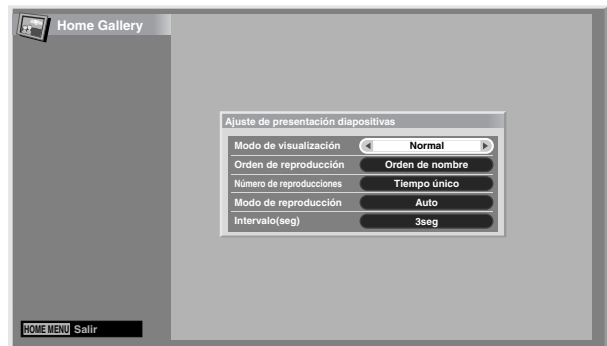 Home Gallery
Ajuste de presentación diapositivas
Modo de visualización Normal
Orden de reproducción Orden de nombre
Número de reproducciones Tiempo único
Modo de reproducción Auto
Intervalo(seg) 3seg
HOME MENU Salir